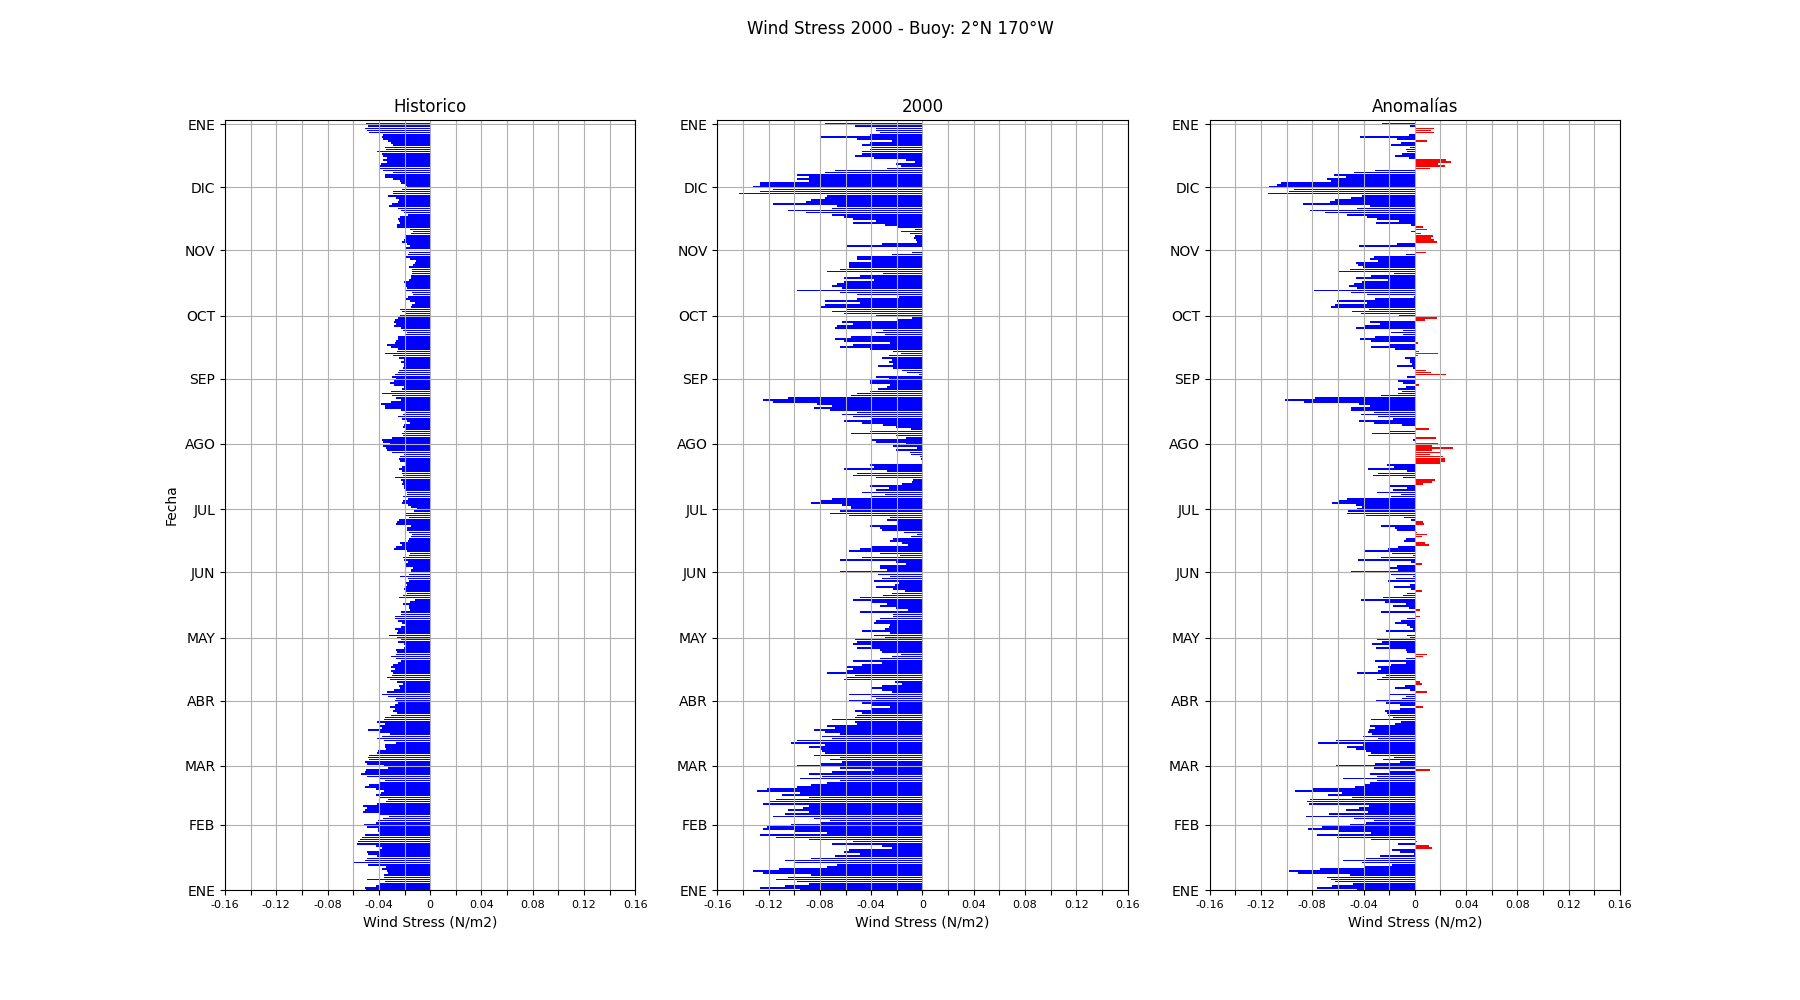 Wind Stress 2000 - Buoy: 2°N 170°W
Historico
2000
Anomalías
Fecha
ENE
DIC
NOV
OCT
SEP
AGO
JUL
JUN
MAY
ABR
MAR
FEB
ENE
-0.16 -0.12 -0.08 -0.04 0 0.04 0.08 0.12 0.16
Wind Stress (N/m2)
ENE
DIC
NOV
OCT
SEP
AGO
JUL
JUN
MAY
ABR
MAR
FEB
ENE
-0.16 -0.12 -0.08 -0.04 0 0.04 0.08 0.12 0.16
Wind Stress (N/m2)
ENE
DIC
NOV
OCT
SEP
AGO
JUL
JUN
MAY
ABR
MAR
FEB
ENE
-0.16 -0.12 -0.08 -0.04 0 0.04 0.08 0.12 0.16
Wind Stress (N/m2)